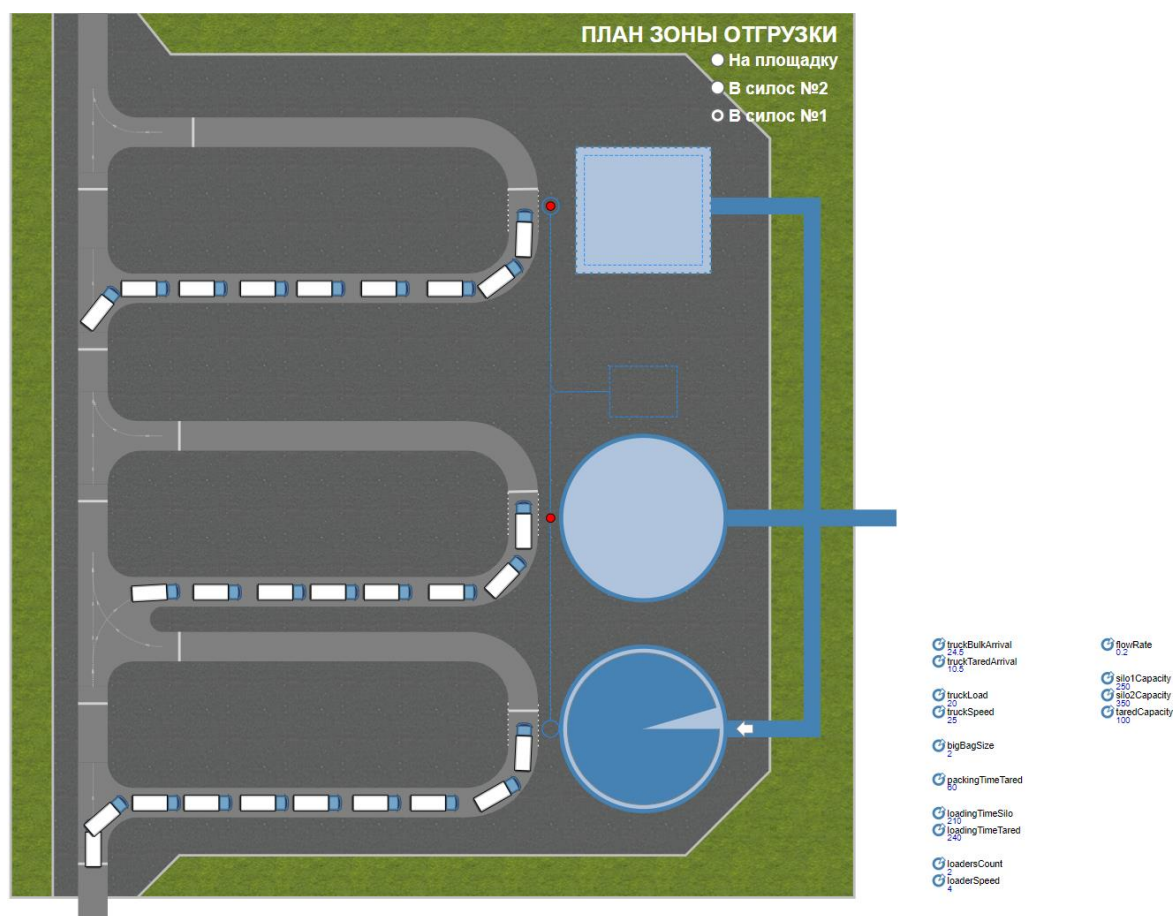 ПЛАН ЗОНЫ ОТГРУЗКИ
На площадку
В силос №2
В силос №1
truckBulkArrival
24.5
truckTaredArrival
10.5
truckLoad
20
truckSpeed
25
bigBagSize
2
packingTimeTared
60
loadingTimeSilo
210
loadingTimeTared
240
loadersCount
2
loaderSpeed
4
flowRate
0.2
silo1Capacity
250
silo2Capacity
350
taredCapacity
100